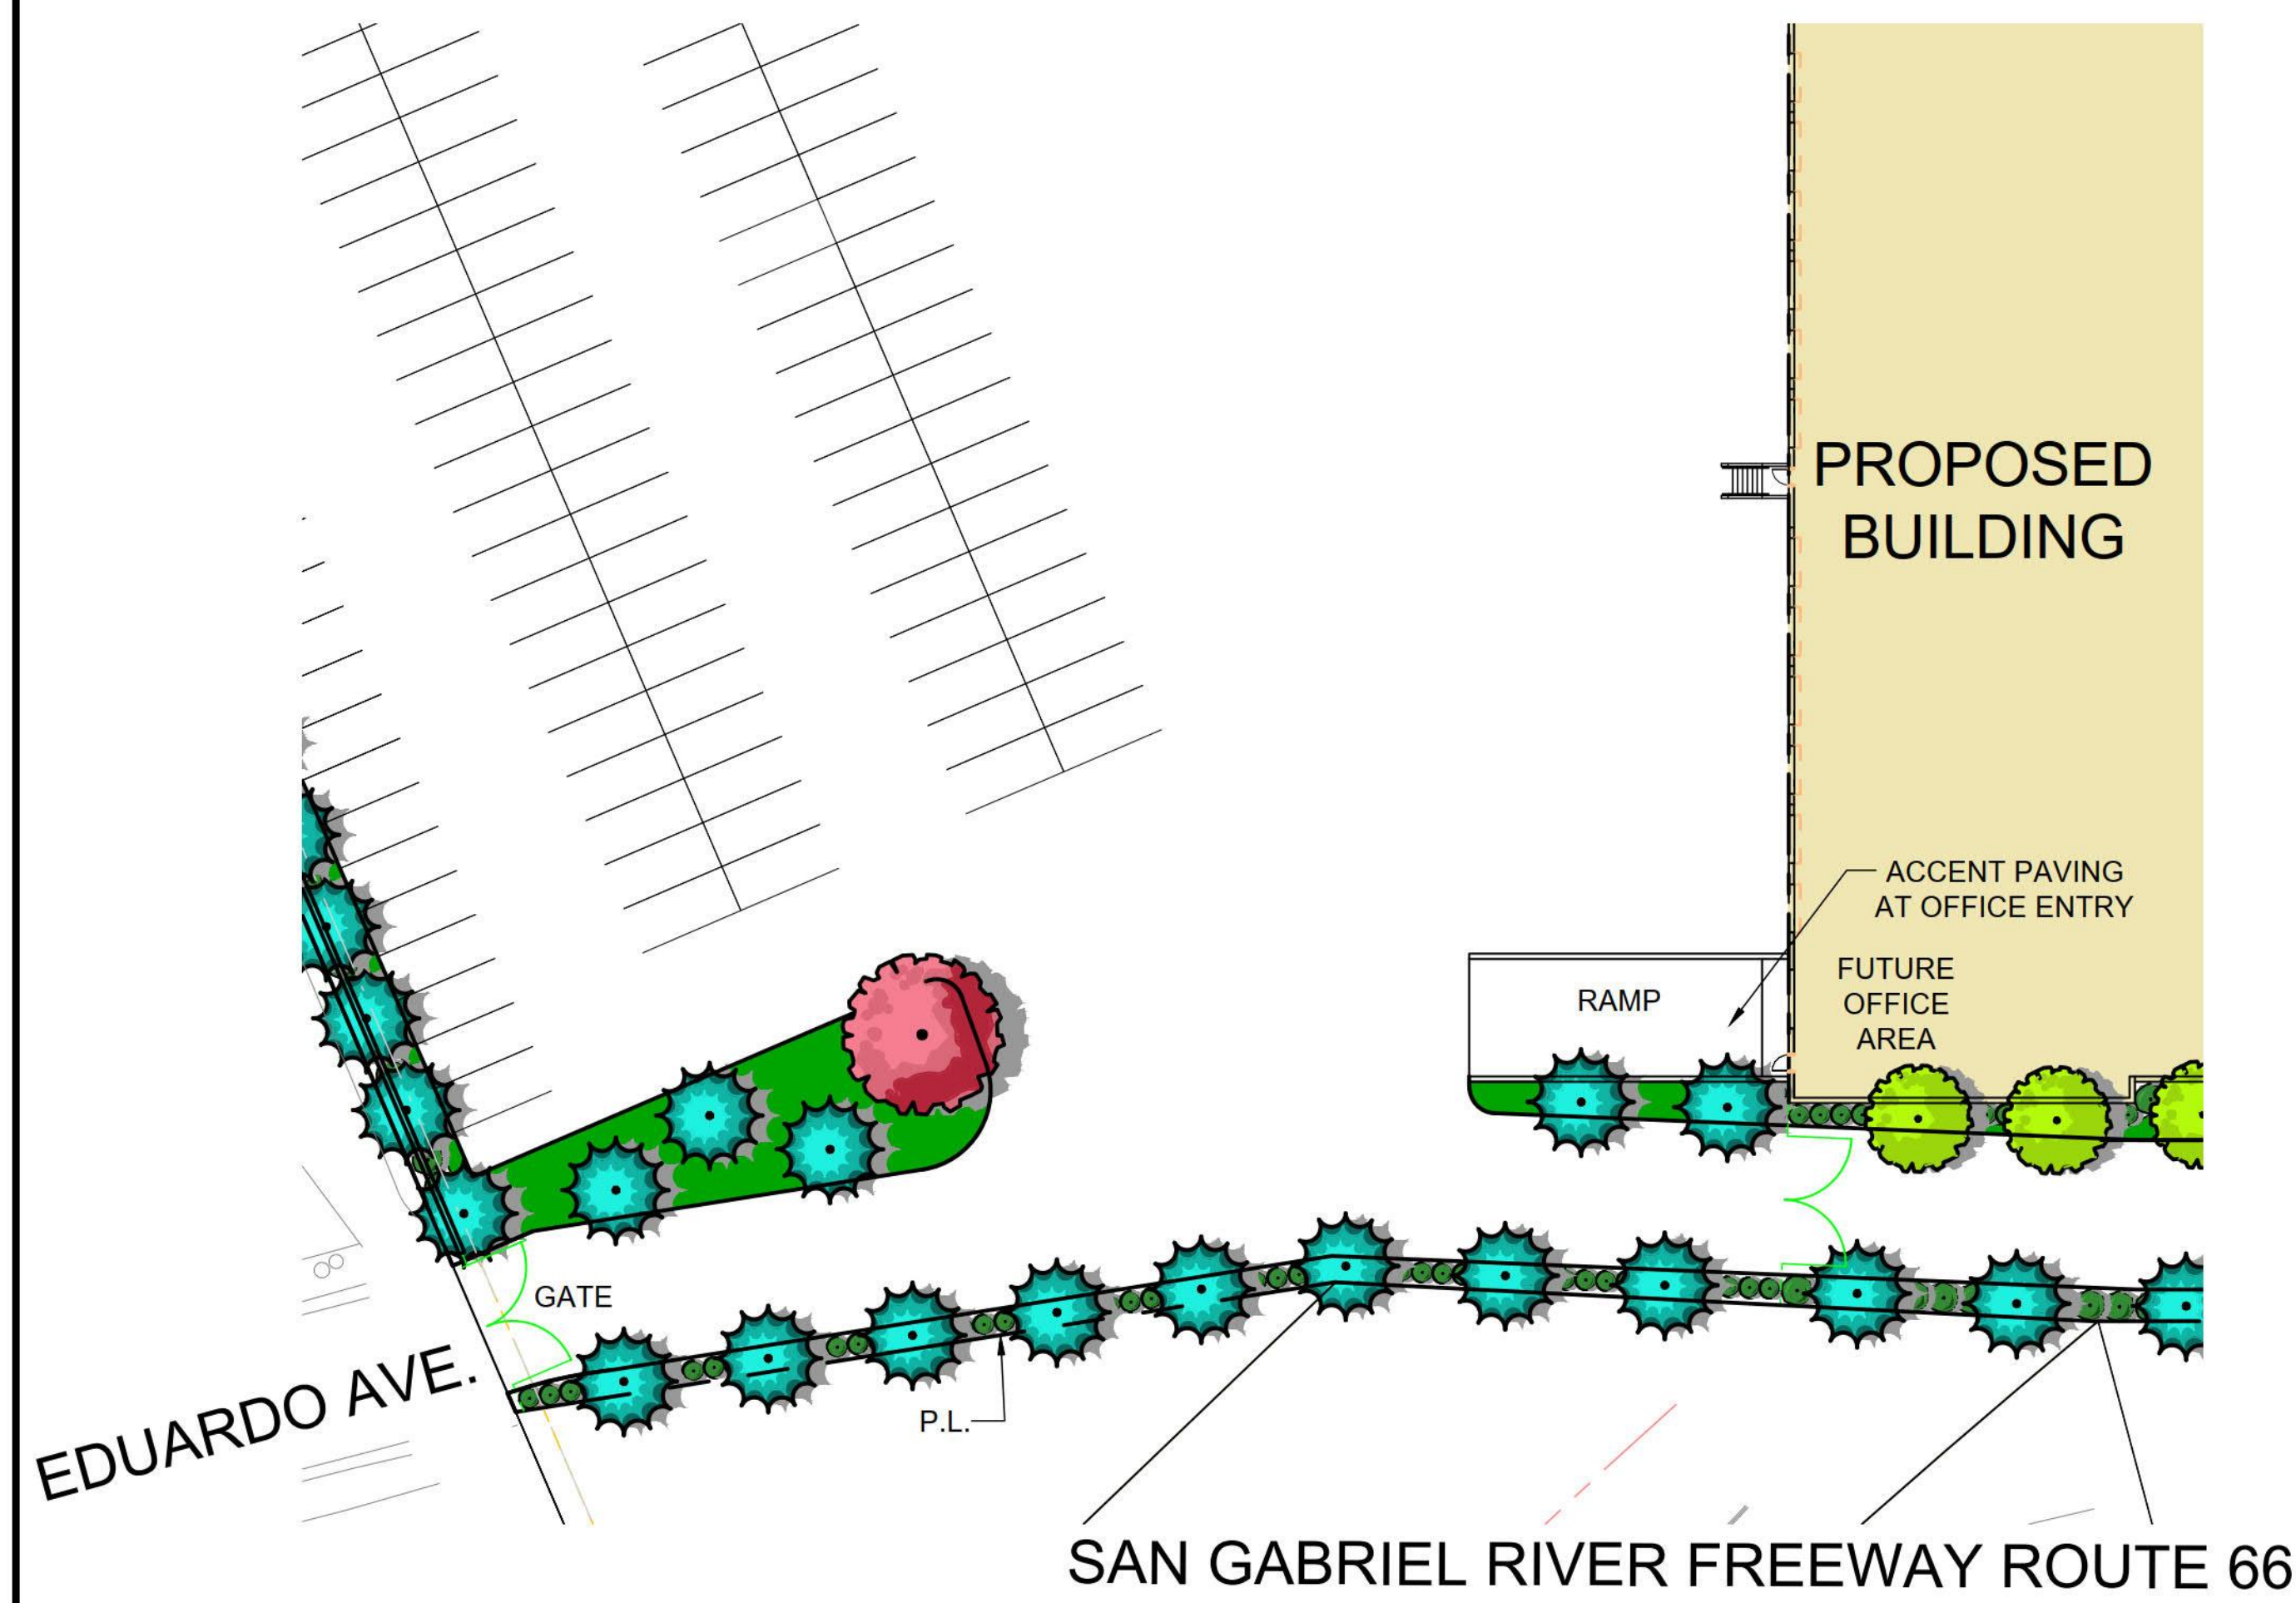 PROPOSED
BUILDING
ACCENT PAVING
AT OFFICE ENTRY
FUTURE
OFFICE
AREA
RAMP
GATE
EDUARDO AVE.
P.L.
SAN GABRIEL RIVER FREEWAY ROUTE 66